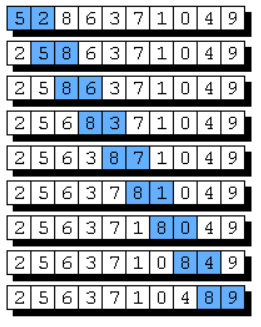 5 2 8 6 3 7 1 0 4 9
2 5 8 6 3 7 1 0 4 9
2 5 8 6 3 7 1 0 4 9
2 5 6 8 3 7 1 0 4 9
2 5 6 3 8 7 1 0 4 9
2 5 6 3 7 8 1 0 4 9
2 5 6 3 7 1 8 0 4 9
2 5 6 3 7 1 0 8 4 9
2 5 6 3 7 1 0 4 8 9